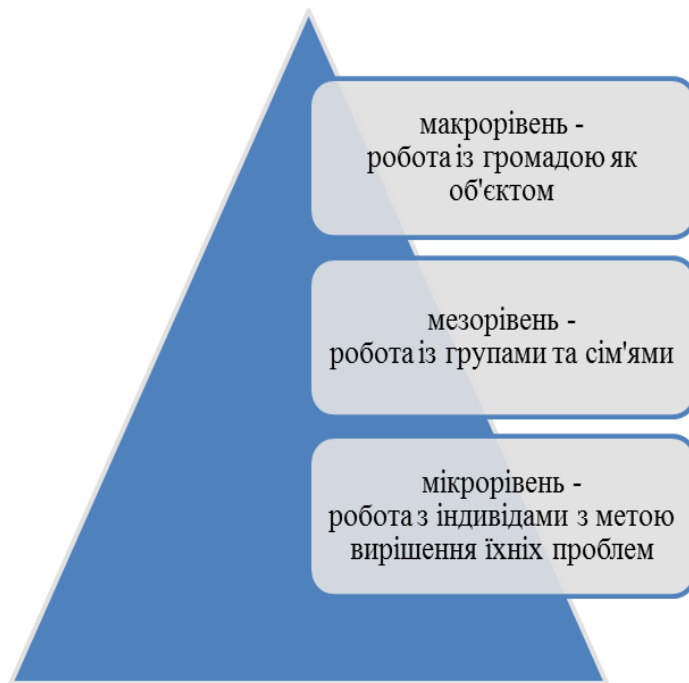 макрорівень -
робота із громадою як
об'єктом
мезорівень -
робота із групами та сім'ями
мікрорівень -
робота з індивідами з метою
вирішення їхніх проблем